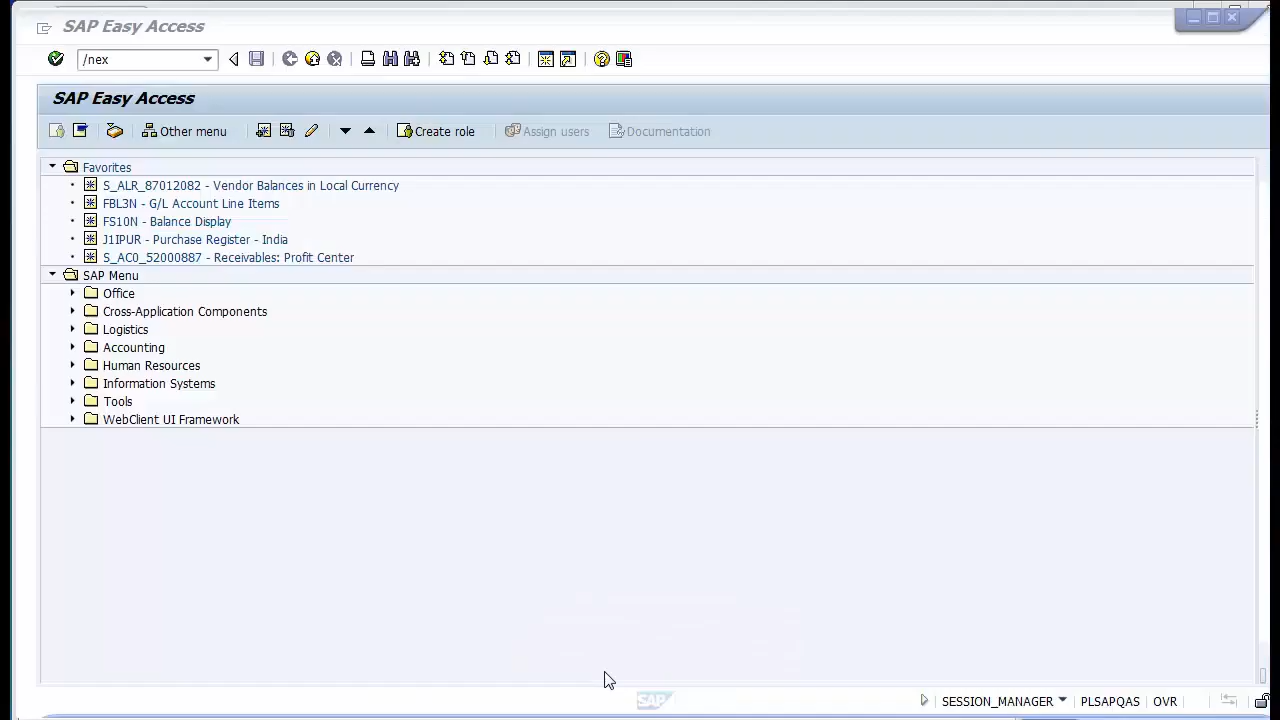 SAP Easy Access
/nex
SAP Easy Access
Other menu Create role Assign users Documentation
Favorites
S_ALR_87012082 - Vendor Balances in Local Currency
FBL3N - G/L Account Line Items
FS10N - Balance Display
J1IPUR - Purchase Register - India
S_AC0_52000887 - Receivables: Profit Center
SAP Menu
Office
Cross-Application Components
Logistics
Accounting
Human Resources
Information Systems
Tools
WebClient UI Framework
SAP SESSION_MANAGER PLSAPQAS OVR